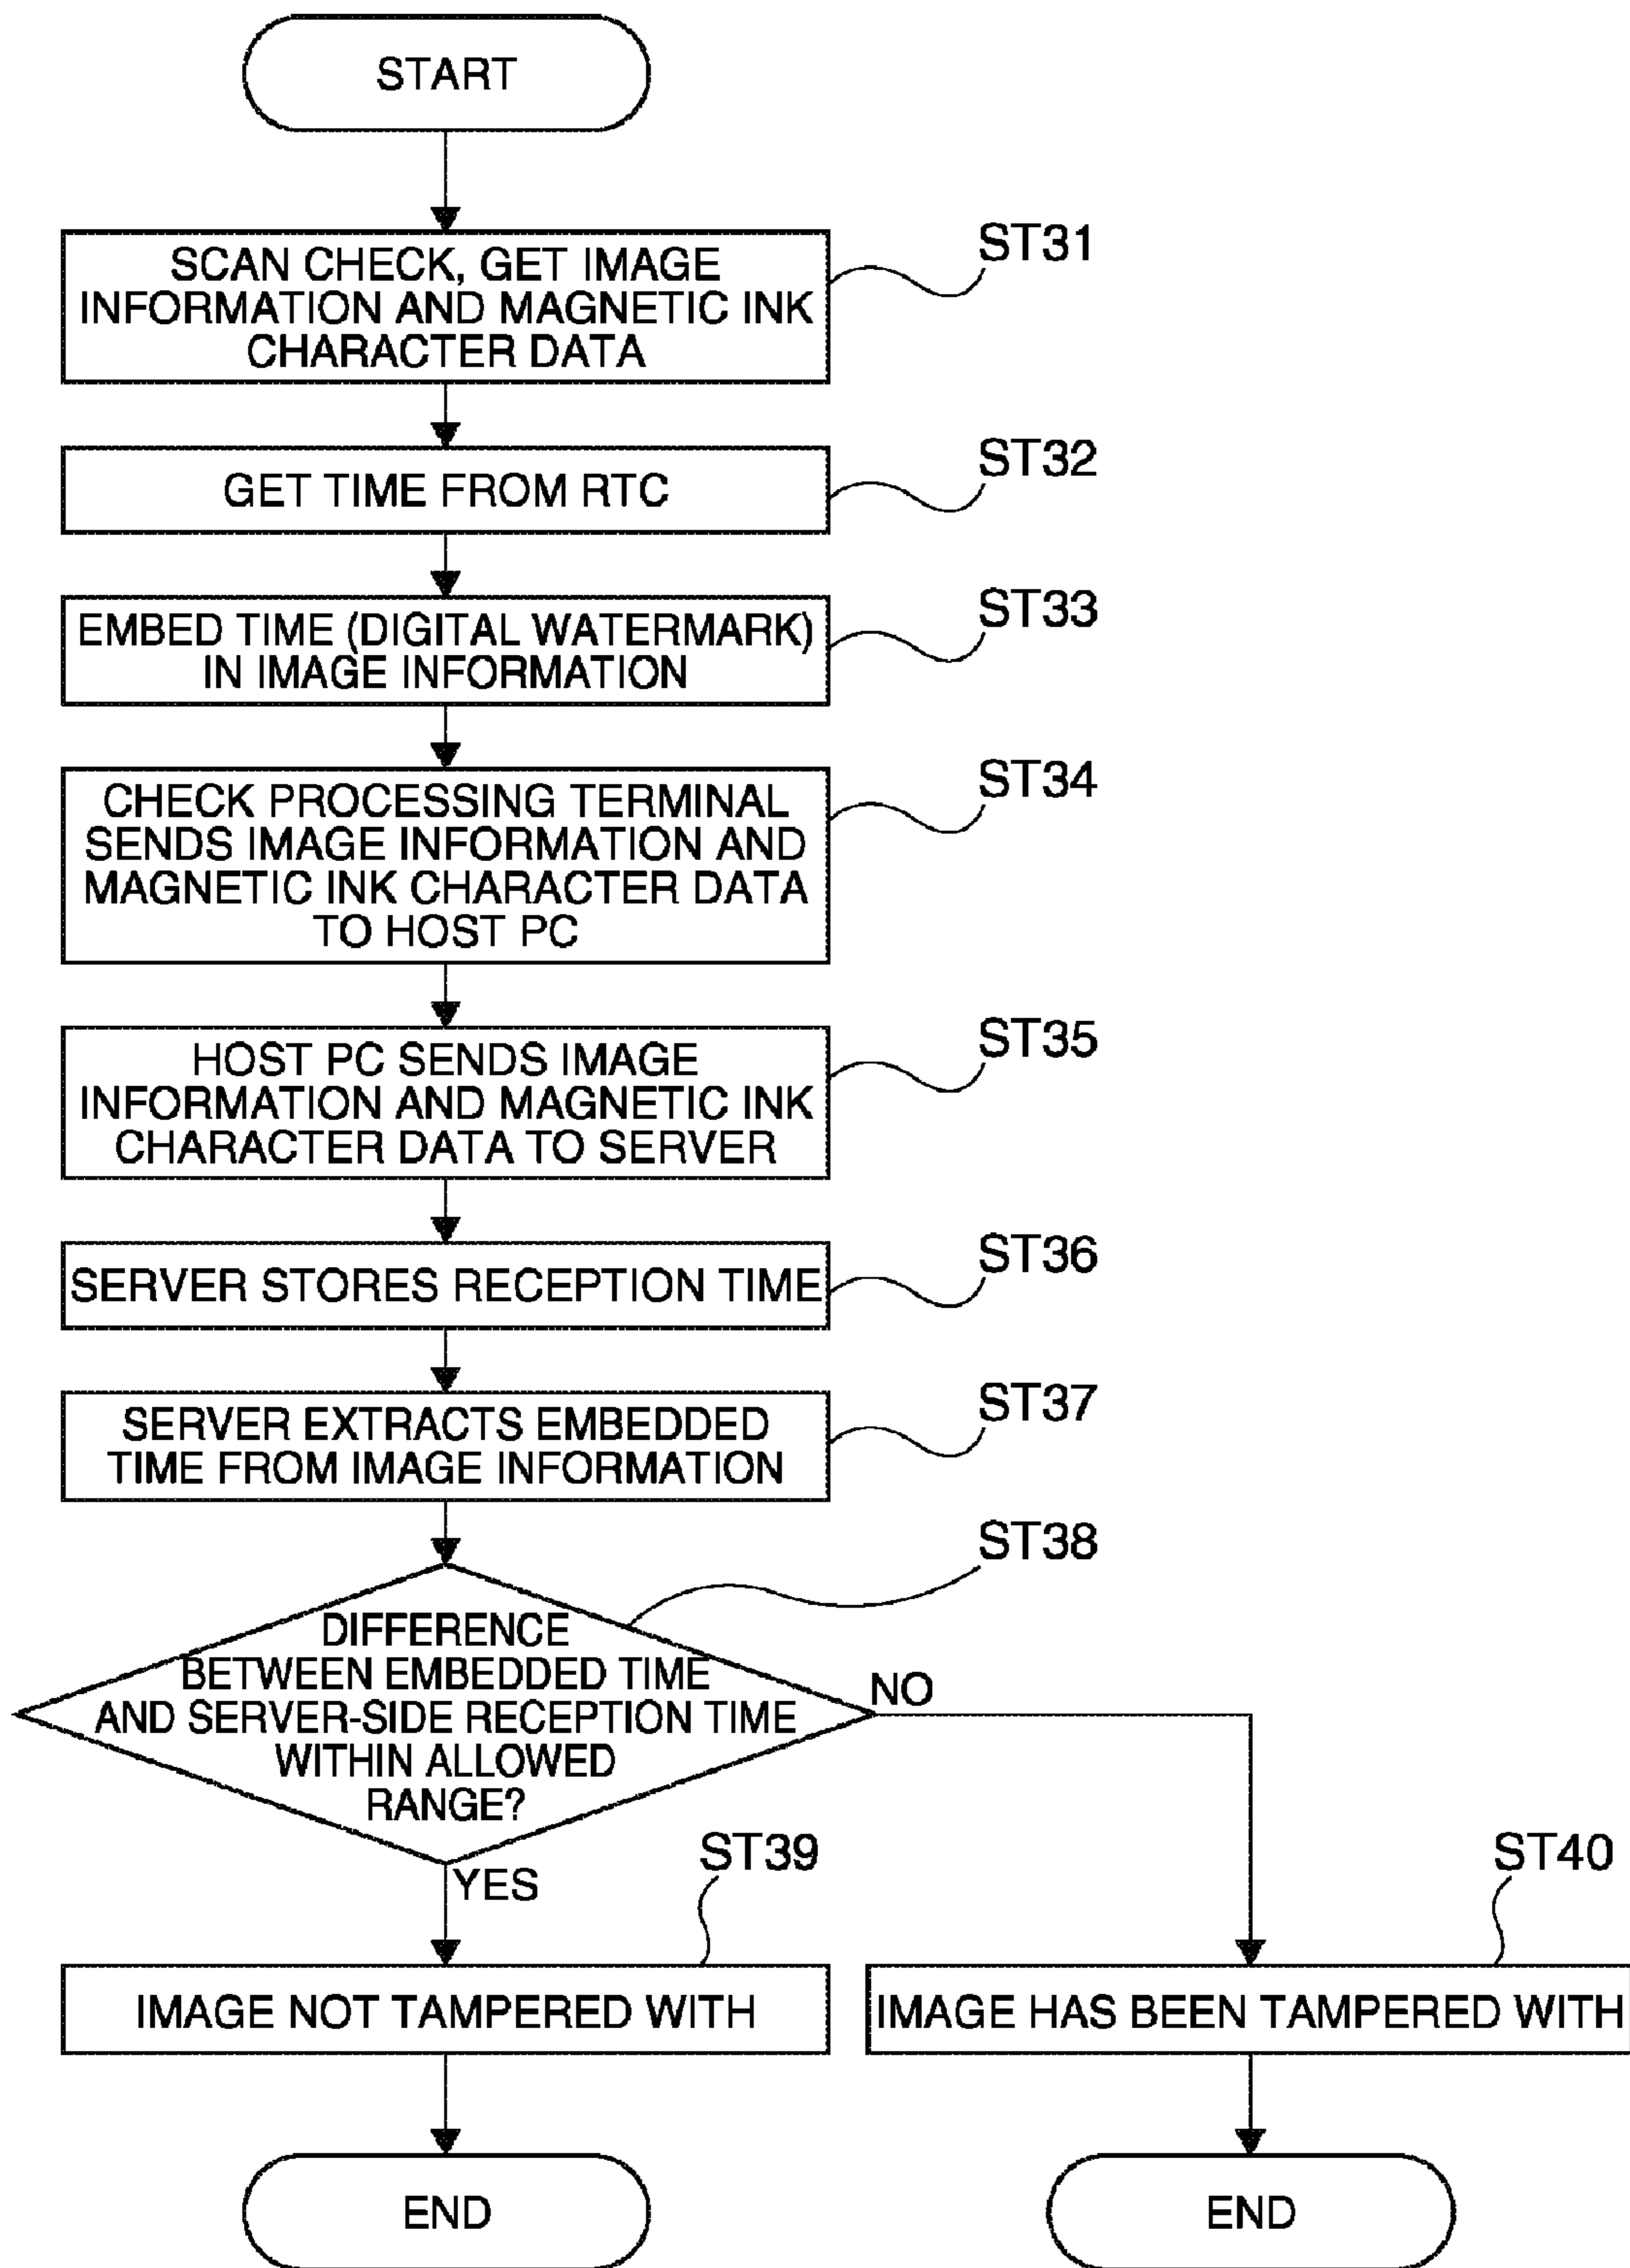 START
SCAN CHECK, GET IMAGE
INFORMATION AND MAGNETIC INK
CHARACTER DATA
ST31
GET TIME FROM RTC
ST32
EMBED TIME (DIGITAL WATERMARK)
IN IMAGE INFORMATION
ST33
CHECK PROCESSING TERMINAL
SENDS IMAGE INFORMATION AND
MAGNETIC INK CHARACTER DATA
TO HOST PC
ST34
HOST PC SENDS IMAGE
INFORMATION AND MAGNETIC INK
CHARACTER DATA TO SERVER
ST35
SERVER STORES RECEPTION TIME
ST36
SERVER EXTRACTS EMBEDDED
TIME FROM IMAGE INFORMATION
ST37
DIFFERENCE
BETWEEN EMBEDDED TIME
AND SERVER-SIDE RECEPTION TIME
WITHIN ALLOWED
RANGE?
ST38
NO
YES
ST39
IMAGE NOT TAMPERED WITH
ST40
IMAGE HAS BEEN TAMPERED WITH
END
END